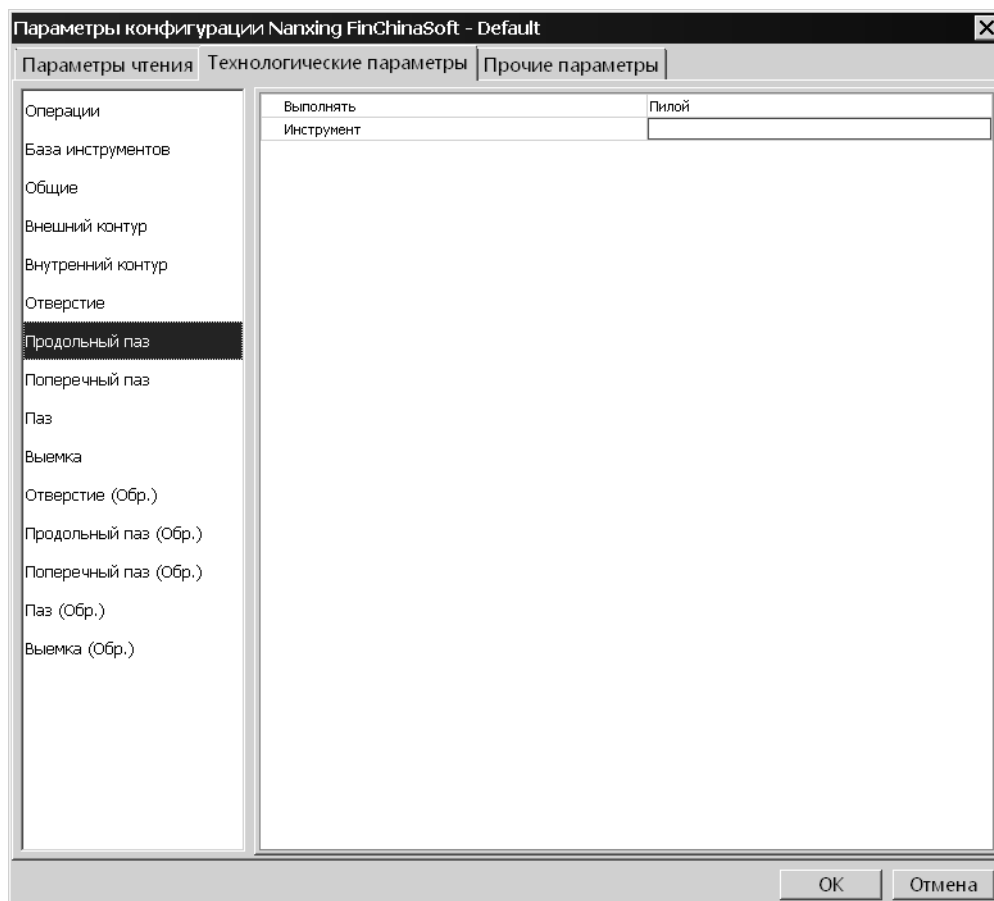 Параметры конфигурации Nanxing FinChinaSoft - Default
Параметры чтения Технологические параметры Прочие параметры
Операции
База инструментов
Общие
Внешний контур
Внутренний контур
Отверстие
Продольный паз
Поперечный паз
Паз
Выемка
Отверстие (Обр.)
Продольный паз (Обр.)
Поперечный паз (Обр.)
Паз (Обр.)
Выемка (Обр.)
Выполнять Пилой
Инструмент
OK Отмена